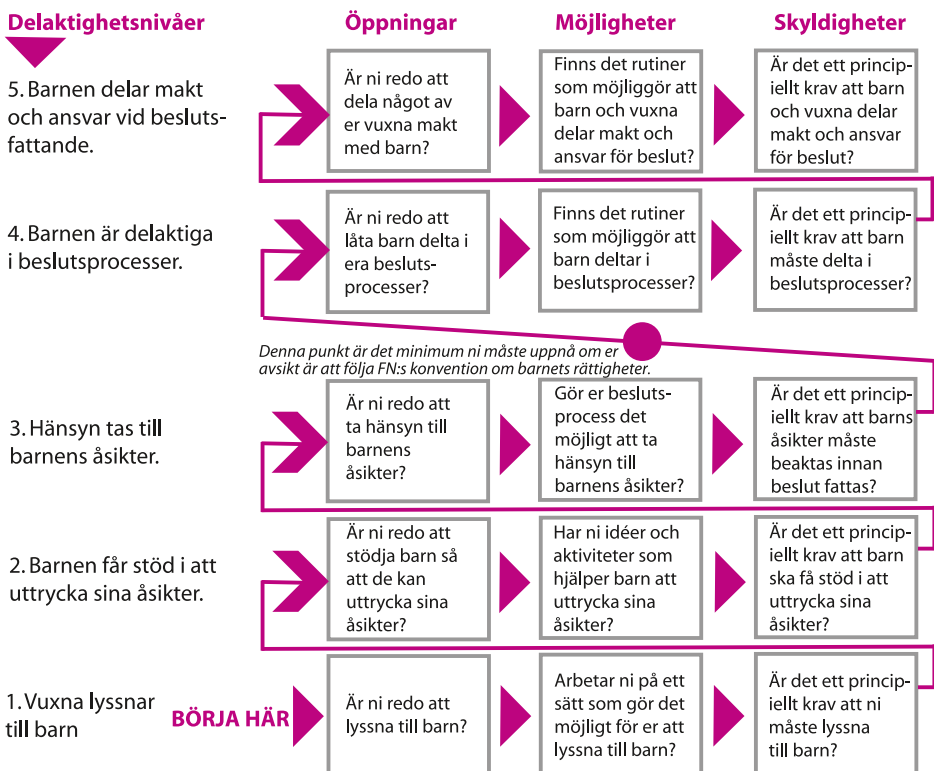 Delaktighetsnivåer
Öppningar
Möjligheter
Skyldigheter
5. Barnen delar makt
och ansvar vid besluts-
fattande.
Är ni redo att
dela något av
er vuxna makt
med barn?
Finns det rutiner
som möjliggör att
barn och vuxna
delar makt och
ansvar för beslut?
Är det ett princip-
iellt krav att barn
och vuxna delar
makt och ansvar
för beslut?
4. Barnen är delaktiga
i beslutsprocesser.
Är ni redo att
låta barn delta i
era besluts-
processer?
Finns det rutiner
som möjliggör att
barn deltar i
beslutsprocesser?
Är det ett princip-
iellt krav att barn
måste delta i
beslutsprocesser?
Denna punkt är det minimum ni måste uppnå om er
avsikt är att följa FN:s konvention om barnets rättigheter.
3. Hänsyn tas till
barnens åsikter.
Är ni redo att
ta hänsyn till
barnens
åsikter?
Gör er besluts-
process det
möjligt att ta
hänsyn till
barnens åsikter?
Är det ett princip-
iellt krav att barns
åsikter måste
beaktas innan
beslut fattas?
2. Barnen får stöd i att
uttrycka sina åsikter.
Är ni redo att
stödja barn så
att de kan
uttrycka sina
åsikter?
Har ni idéer och
aktiviteter som
hjälper barn att
uttrycka sina
åsikter?
Är det ett princip-
iellt krav att barn
ska få stöd i att
uttrycka sina
åsikter?
1. Vuxna lyssnar
till barn
BÖRJA HÄR
Är ni redo att
lyssna till barn?
Arbetar ni på ett
sätt som gör det
möjligt för er att
lyssna till barn?
Är det ett princip-
iellt krav att ni
måste lyssna
till barn?